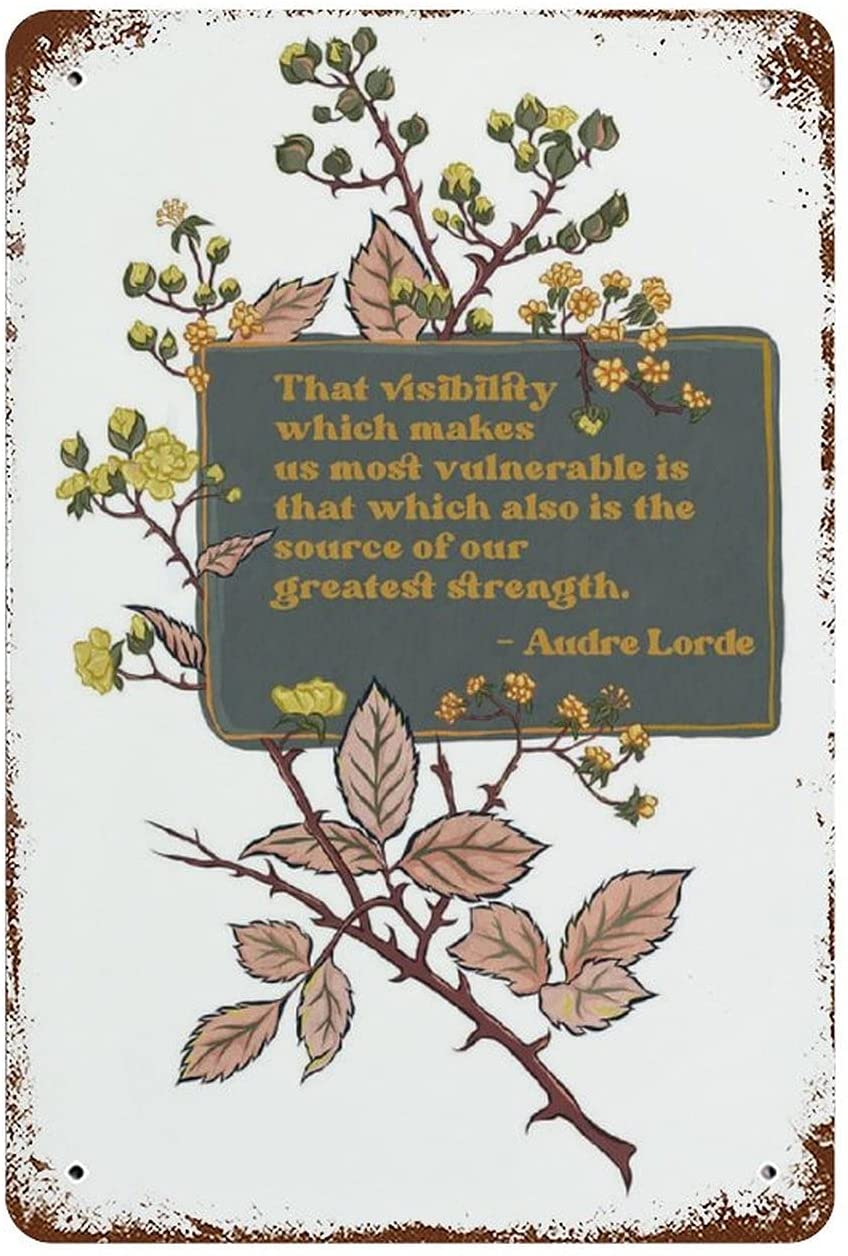 That visibility
which makes
us most vulnerable is
that which also is the
source of our
greatest strength.
- Audre Lorde